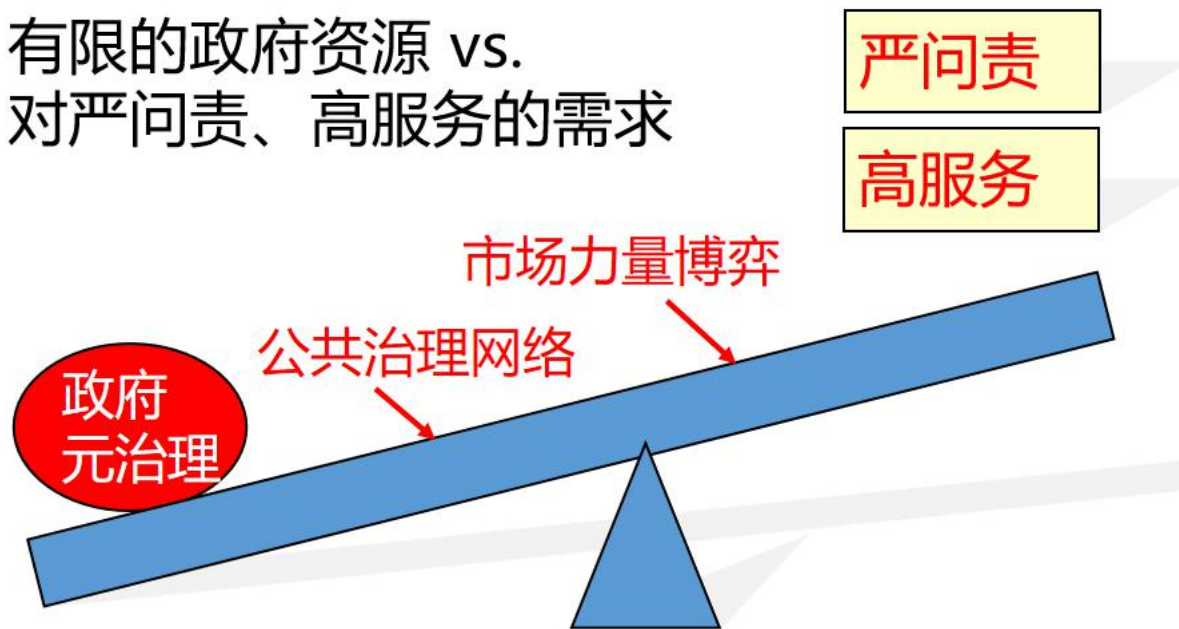 有限的政府资源 vs.
对严问责、高服务的需求
严问责
高服务
市场力量博弈
公共治理网络
政府
元治理